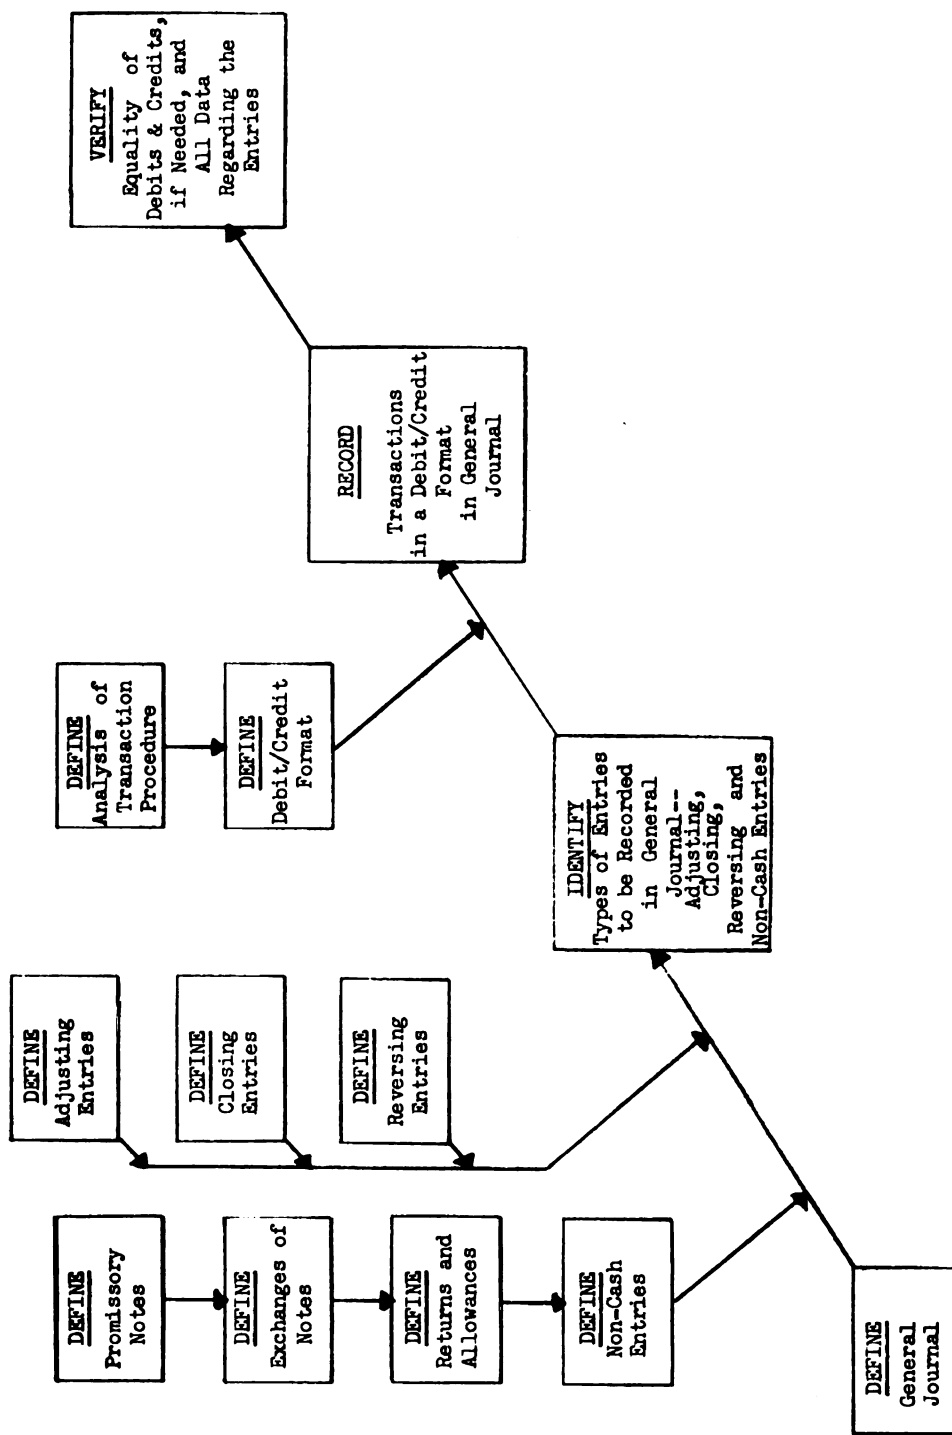 VERIFY
Equality of
Debits & Credits,
if Needed, and
All Data
Regarding the
Entries
RECORD
Transactions
in a Debit/Credit
Format
in General
Journal
DEFINE
Analysis of
Transaction
Procedure
DEFINE
Debit/Credit
Format
IDENTIFY
Types of Entries
to be Recorded
in General
Journal--
Adjusting,
Closing,
Reversing and
Non-Cash Entries
DEFINE
Adjusting
Entries
DEFINE
Closing
Entries
DEFINE
Reversing
Entries
DEFINE
Promissory
Notes
DEFINE
Exchanges of
Notes
DEFINE
Returns and
Allowances
DEFINE
Non-Cash
Entries
DEFINE
General
Journal